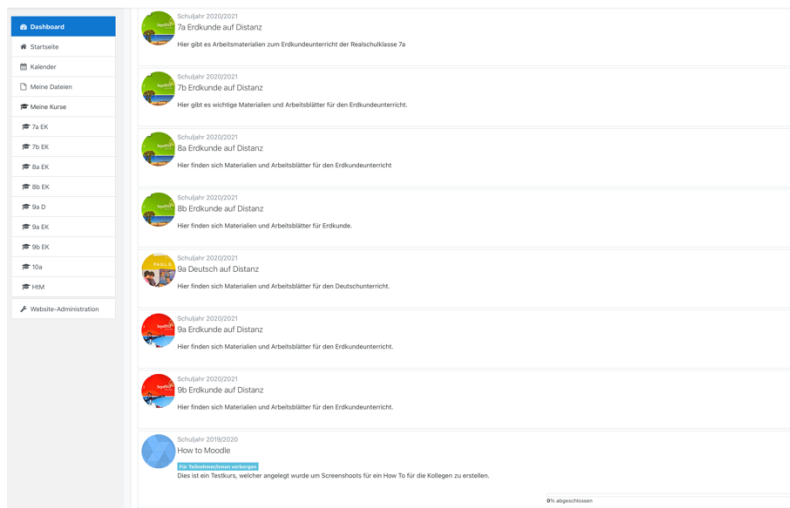 Dashboard
Startseite
Kalender
Meine Dateien
Meine Kurse
7a EK
7b EK
8a EK
8b EK
9a D
9a EK
9b EK
10a
HtM
Website-Administration
Schuljahr 2020/2021
7a Erdkunde auf Distanz
Hier gibt es Arbeitsmaterialien zum Erdkundeunterricht der Realschulklasse 7a
Schuljahr 2020/2021
7b Erdkunde auf Distanz
Hier gibt es wichtige Materialien und Arbeitsblätter für den Erdkundeunterricht.
Schuljahr 2020/2021
8a Erdkunde auf Distanz
Hier finden sich Materialien und Arbeitsblätter für den Erdkundeunterricht
Schuljahr 2020/2021
8b Erdkunde auf Distanz
Hier finden sich Materialien und Arbeitsblätter für Erdkunde.
Schuljahr 2020/2021
9a Deutsch auf Distanz
Hier finden sich Materialien und Arbeitsblätter für den Deutschunterricht.
Schuljahr 2020/2021
9a Erdkunde auf Distanz
Hier finden sich Materialien und Arbeitsblätter für den Erdkundeunterricht.
Schuljahr 2020/2021
9b Erdkunde auf Distanz
Hier finden sich Materialien und Arbeitsblätter für den Erdkundeunterricht.
Schuljahr 2019/2020
How to Moodle
Für Teilnehmer/innen verborgen
Dies ist ein Testkurs, welcher angelegt wurde um Screenshoots für ein How To für die Kollegen zu erstellen.
0% abgeschlossen